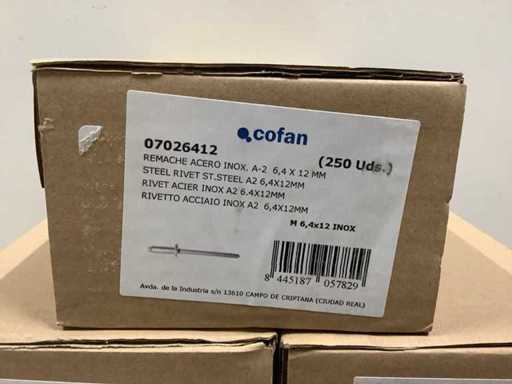 cofan
07026412
(250 Uds.)
REMACHE ACERO INOX. A-2 6,4 X 12 MM
STEEL RIVET ST.STEEL A2 6,4X12MM
RIVET ACIER INOX A2 6.4X12MM
RIVETTO ACCIAIO INOX A2 6,4X12MM
M 6,4x12 INOX
8 445187 057829
Avda. de la Industria s/n 13610 CAMPO DE CRIPTANA (CIUDAD REAL)